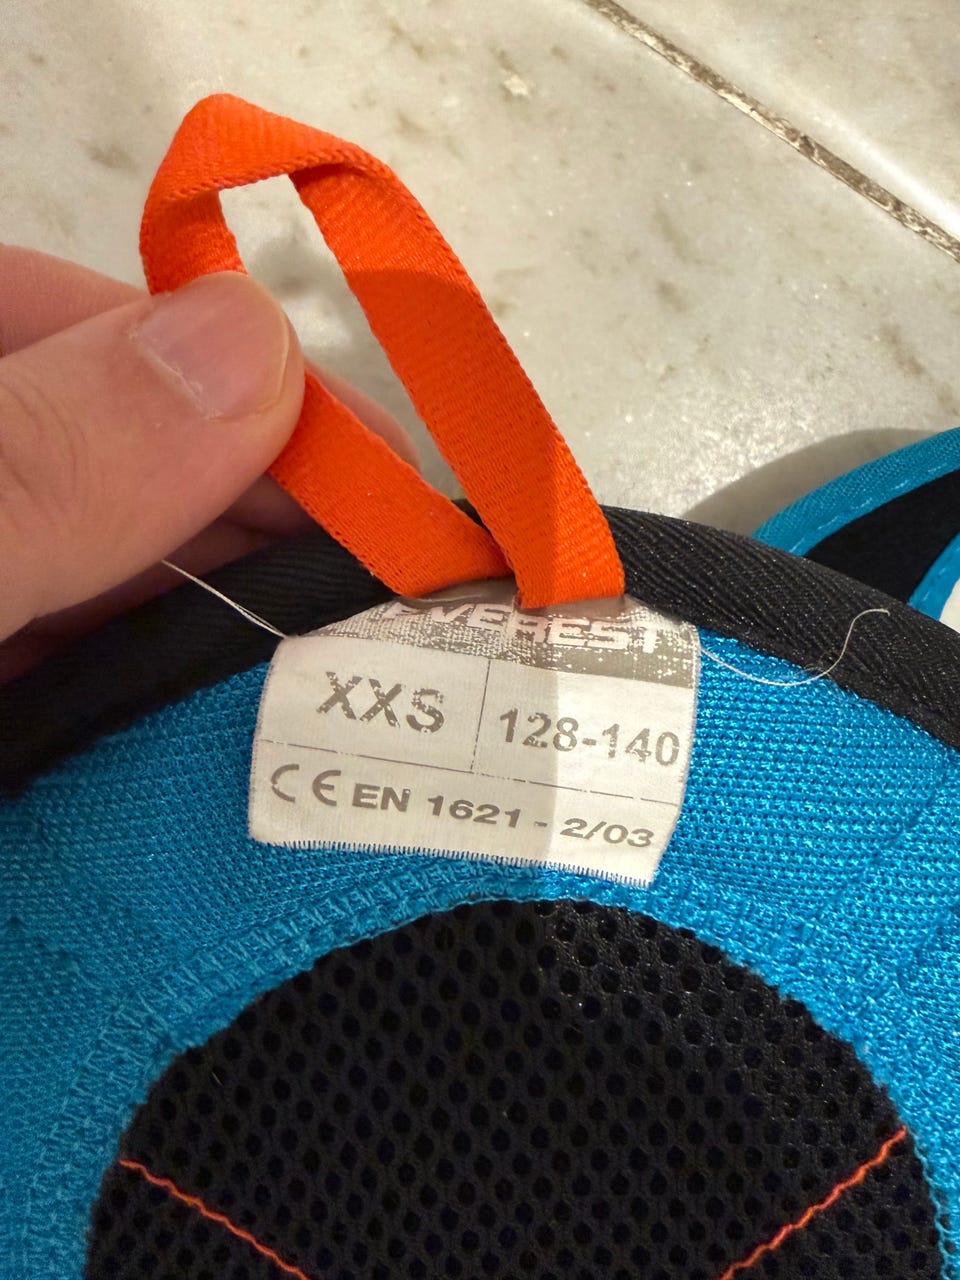 EVEREST
XXS 128-140
CE EN 1621 - 2/03